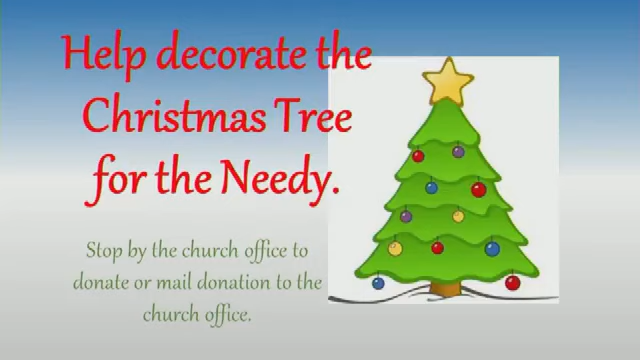 Help decorate the
Christmas Tree
for the Needy.
Stop by the church office to
donate or mail donation to the
church office.